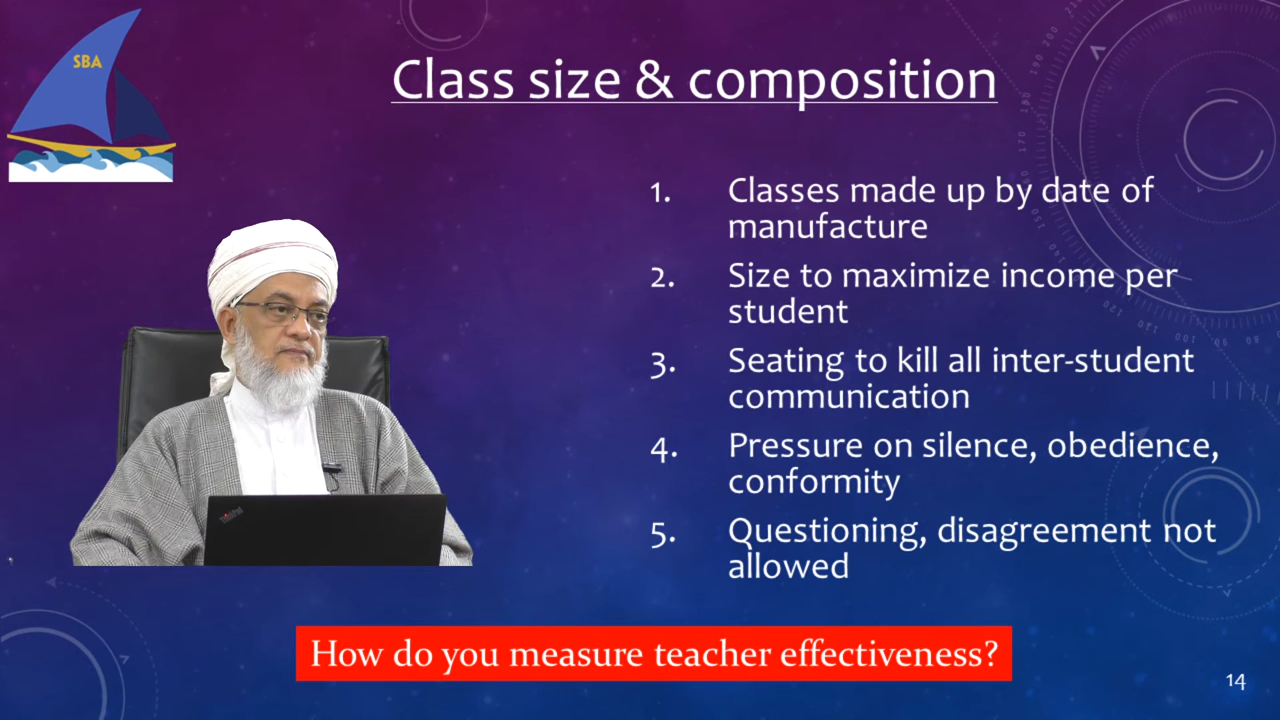 SBA
Class size & composition
1. Classes made up by date of
manufacture
2. Size to maximize income per
student
3. Seating to kill all inter-student
communication
4. Pressure on silence, obedience,
conformity
5. Questioning, disagreement not
allowed
ThinkPad
How do you measure teacher effectiveness?
14